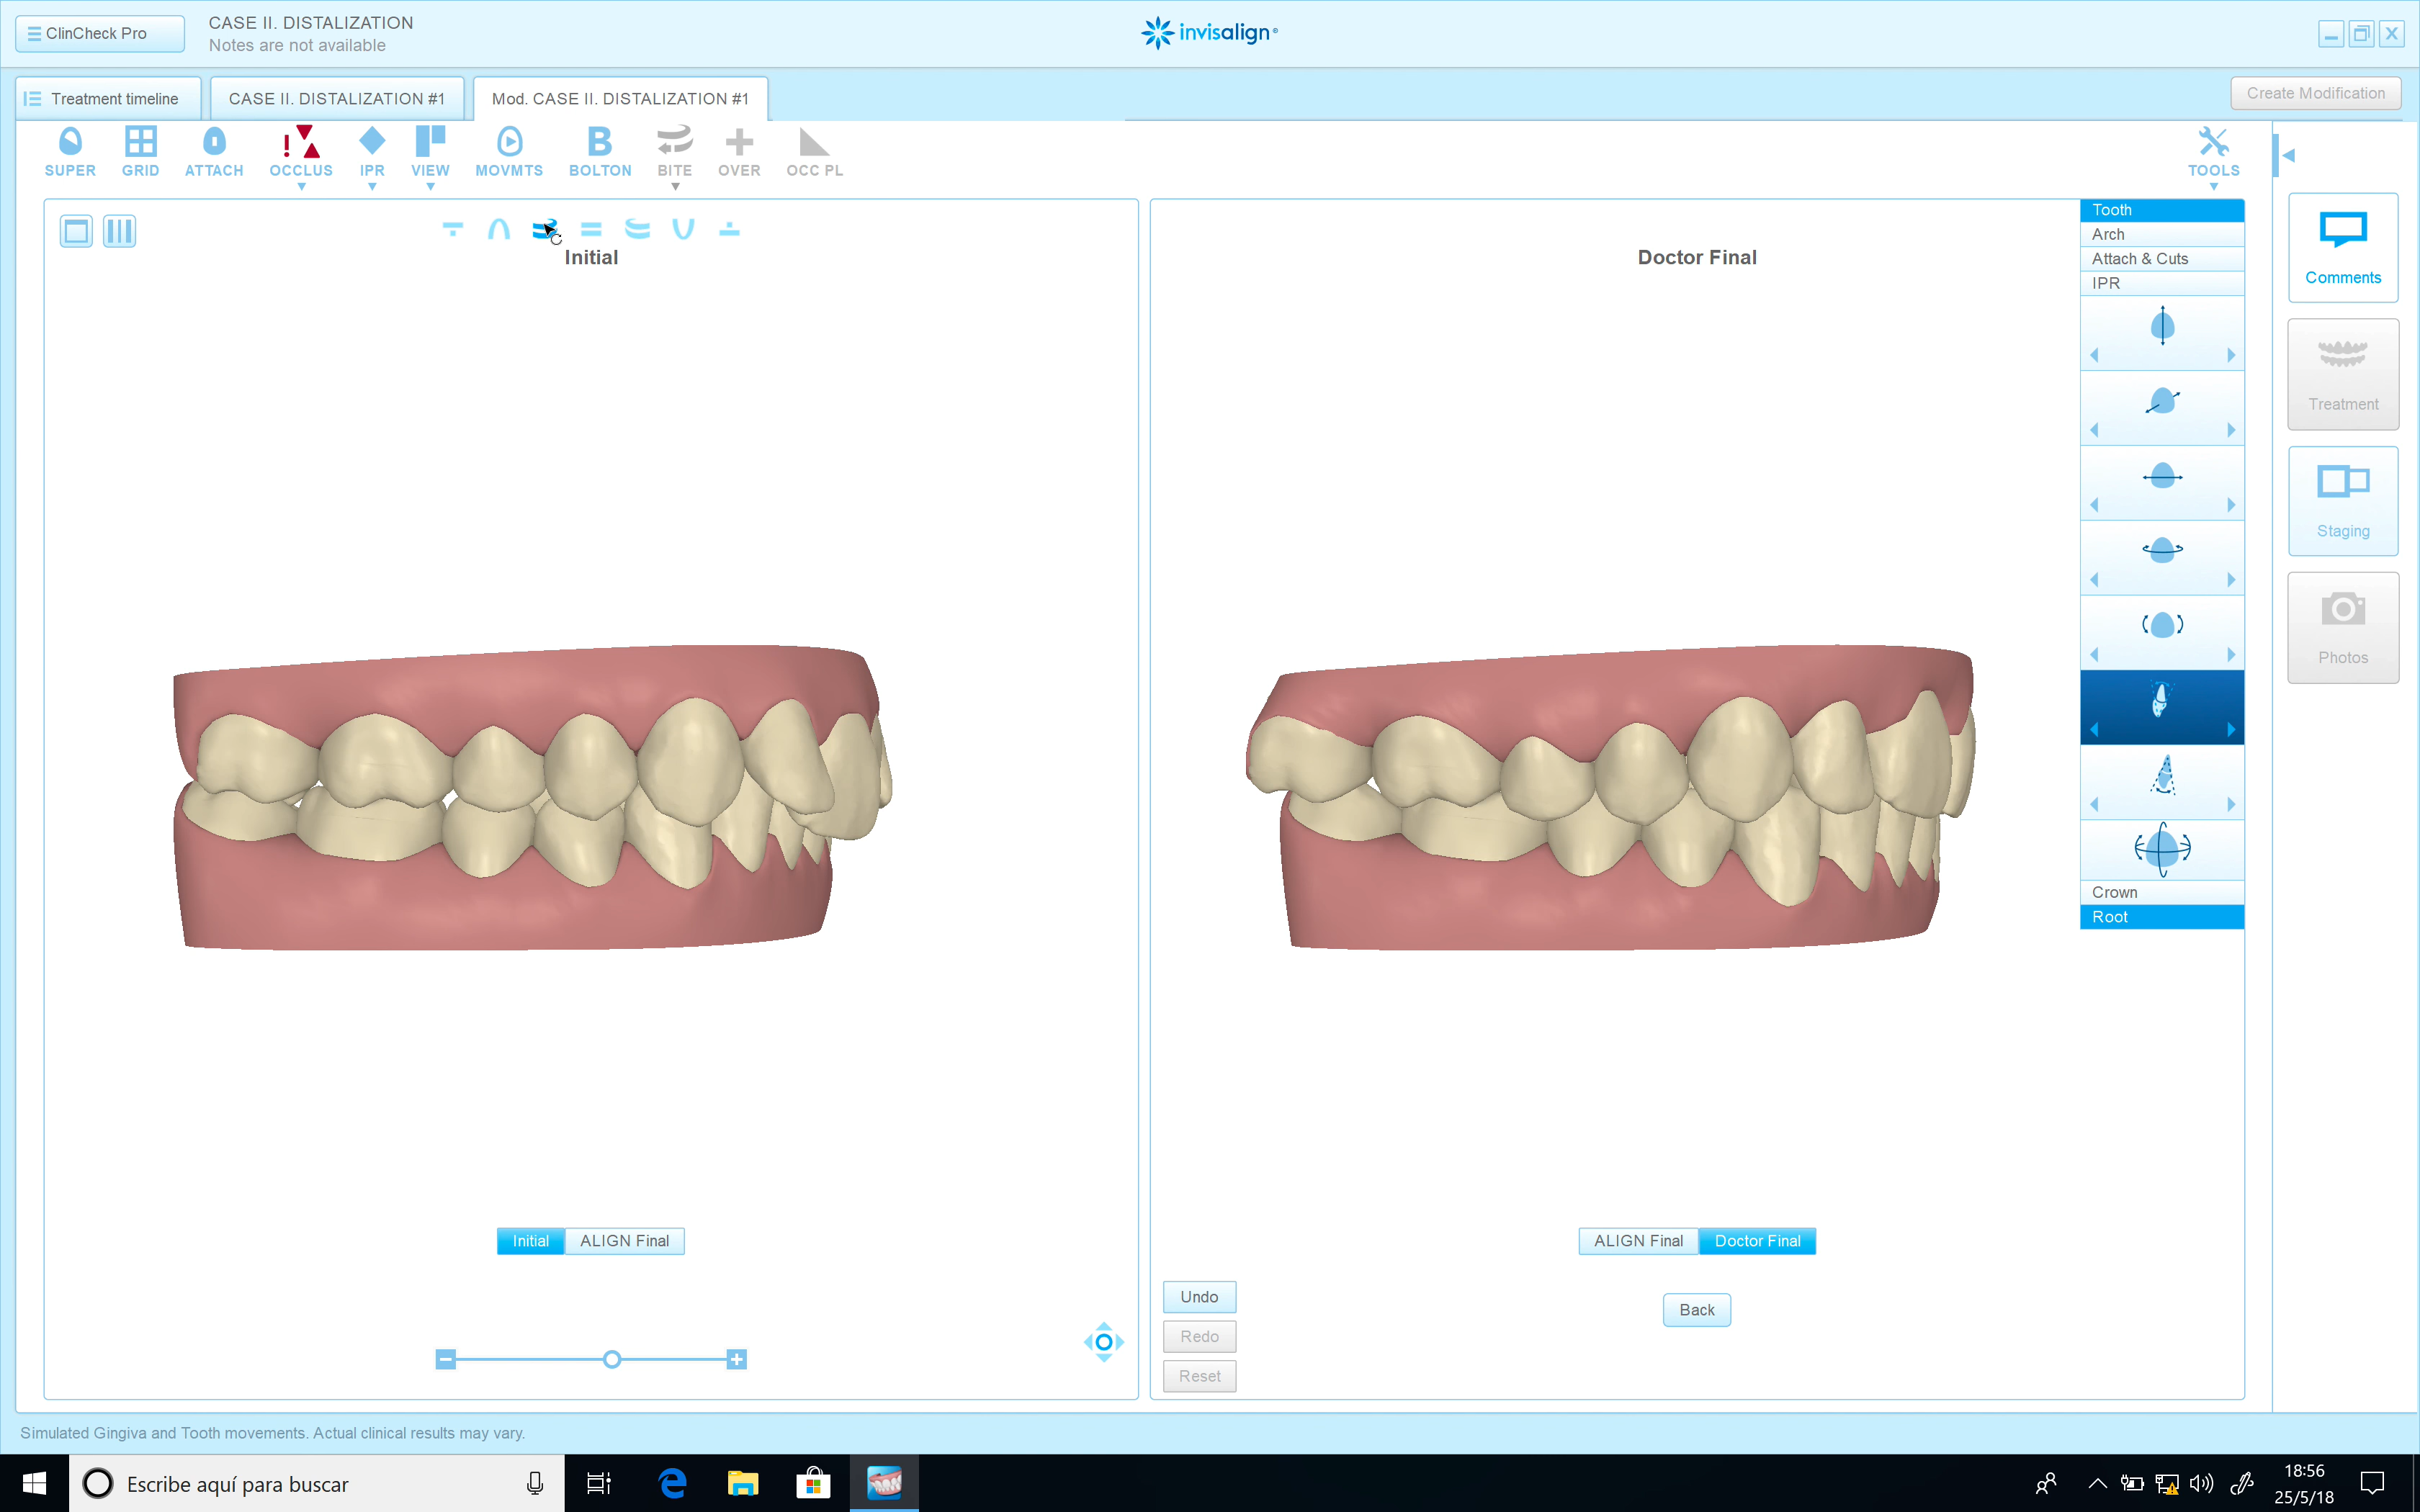 ClinCheck Pro
CASE II. DISTALIZATION
Notes are not available
invisalign®
Treatment timeline
CASE II. DISTALIZATION #1
Mod. CASE II. DISTALIZATION #1
Create Modification
SUPER
GRID
ATTACH
OCCLUS
IPR
VIEW
MOVMTS
B
BOLTON
BITE
OVER
OCC PL
TOOLS
Initial
Doctor Final
Tooth
Arch
Attach & Cuts
IPR
Crown
Root
Comments
Treatment
Staging
Photos
Initial
ALIGN Final
ALIGN Final
Doctor Final
Undo
Redo
Reset
Back
Simulated Gingiva and Tooth movements. Actual clinical results may vary.
Escribe aquí para buscar
18:56
25/5/18